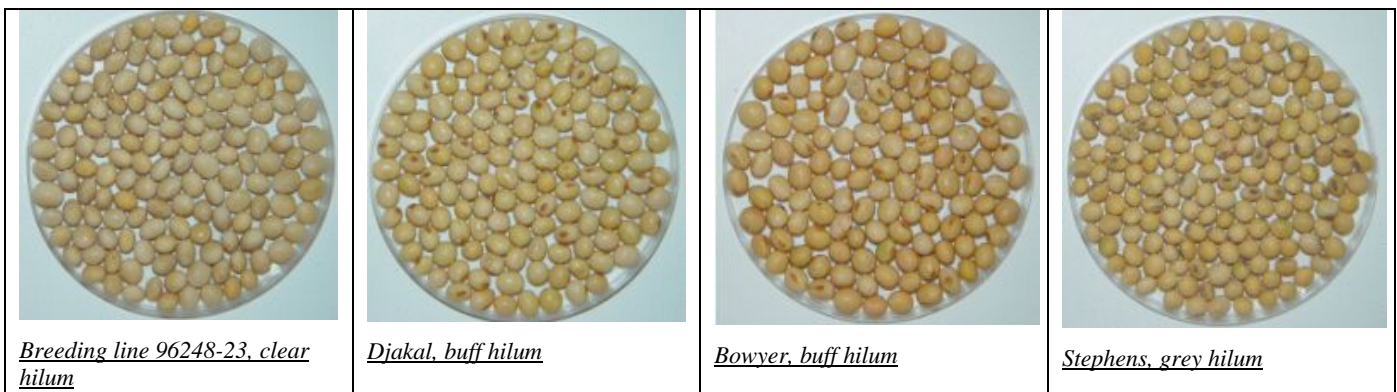 Breeding line 96248-23, clear
hilum
Djakal, buff hilum
Bowyer, buff hilum
Stephens, grey hilum